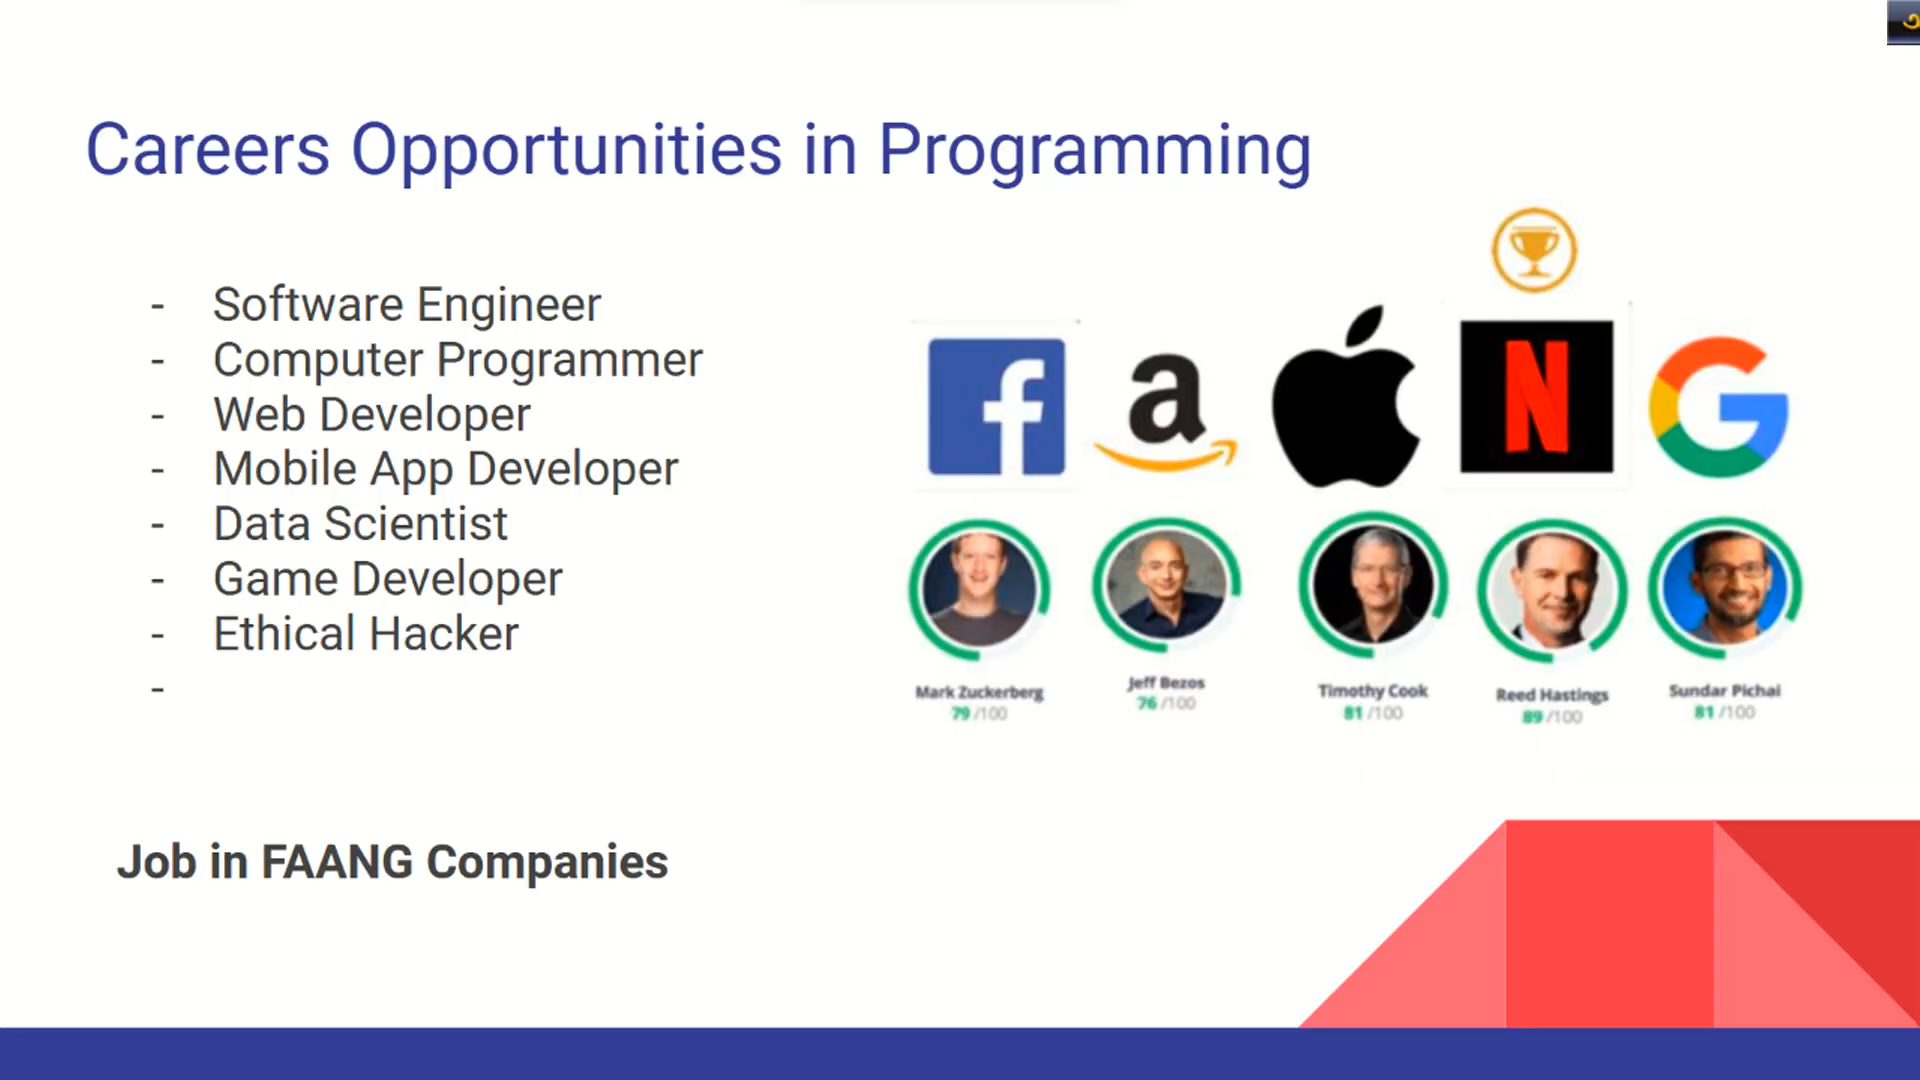 Careers Opportunities in Programming
- Software Engineer
- Computer Programmer
- Web Developer
- Mobile App Developer
- Data Scientist
- Game Developer
- Ethical Hacker
-
Mark Zuckerberg
79 /100
Jeff Bezos
76 /100
Timothy Cook
81 /100
Reed Hastings
89 /100
Sundar Pichai
81 /100
Job in FAANG Companies